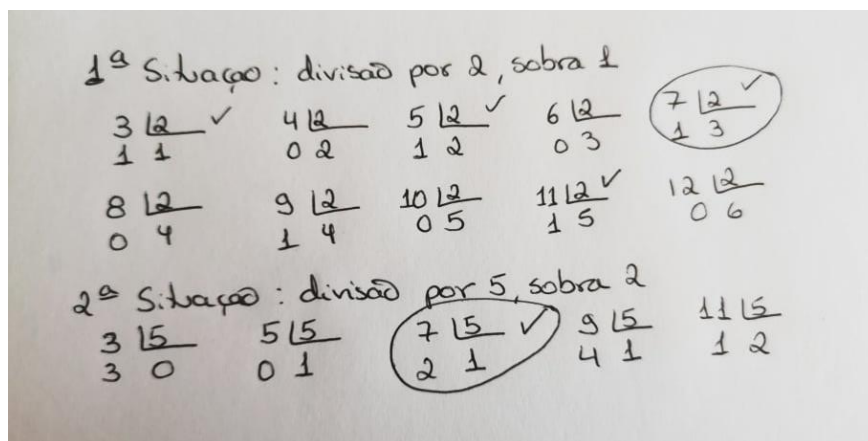 1ª Situação: divisão por 2, sobra 1
3 |2 ✓ 4 |2 5 |2 ✓ 6 |2 7 |2 ✓
1 1 0 2 1 2 0 3 1 3
8 |2 9 |2 10 |2 11 |2 ✓ 12 |2
0 4 1 4 0 5 1 5 0 6
2ª Situação: divisão por 5, sobra 2
3 |5 5 |5 7 |5 ✓ 9 |5 11 |5
3 0 0 1 2 1 4 1 1 2